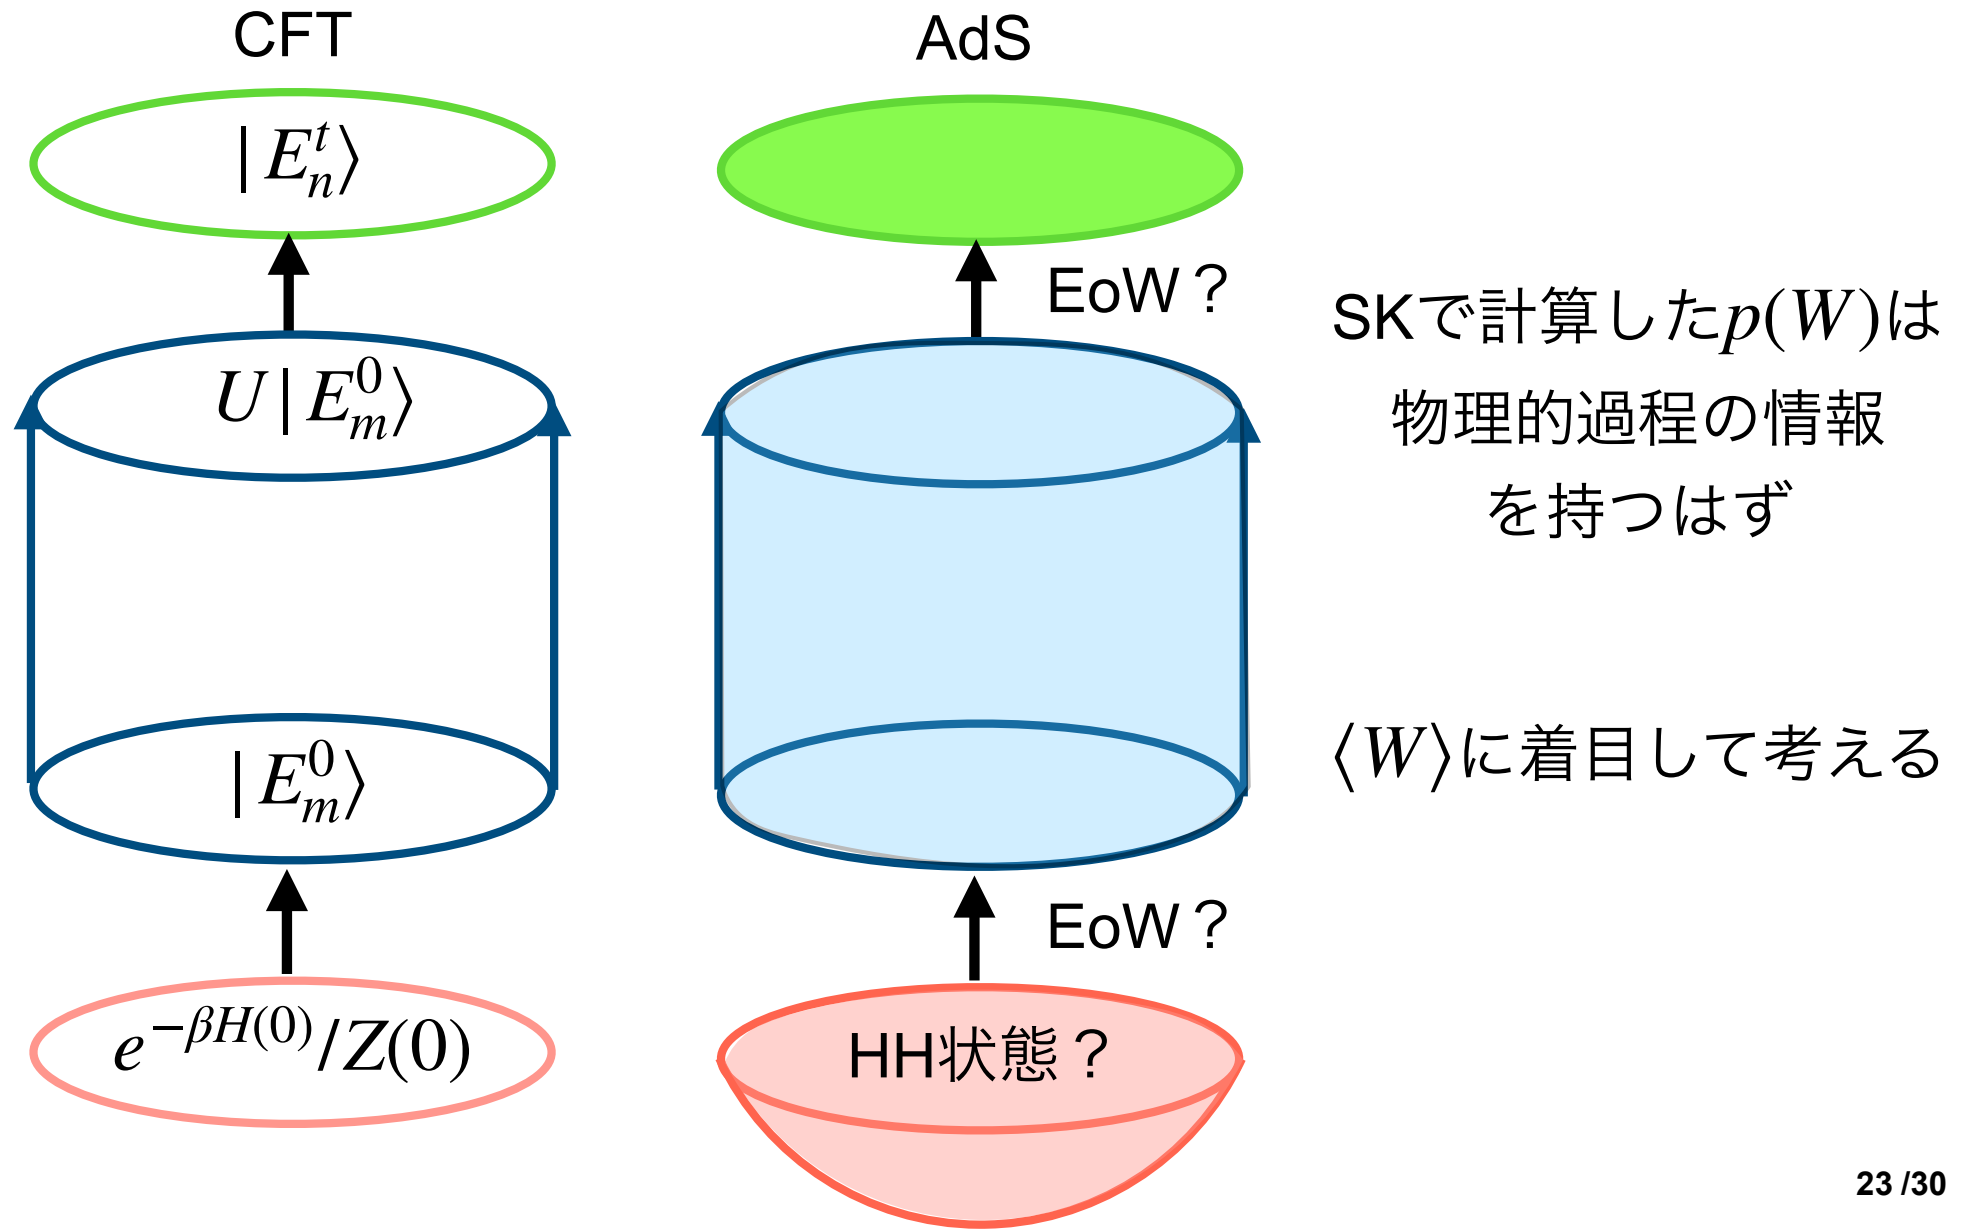 CFT
|E_n^t⟩
U|E_m^0⟩
|E_m^0⟩
e^{-βH(0)}/Z(0)
AdS
EoW？
EoW？
HH状態？
SKで計算したp(W)は
物理的過程の情報
を持つはず
⟨W⟩に着目して考える
23 /30